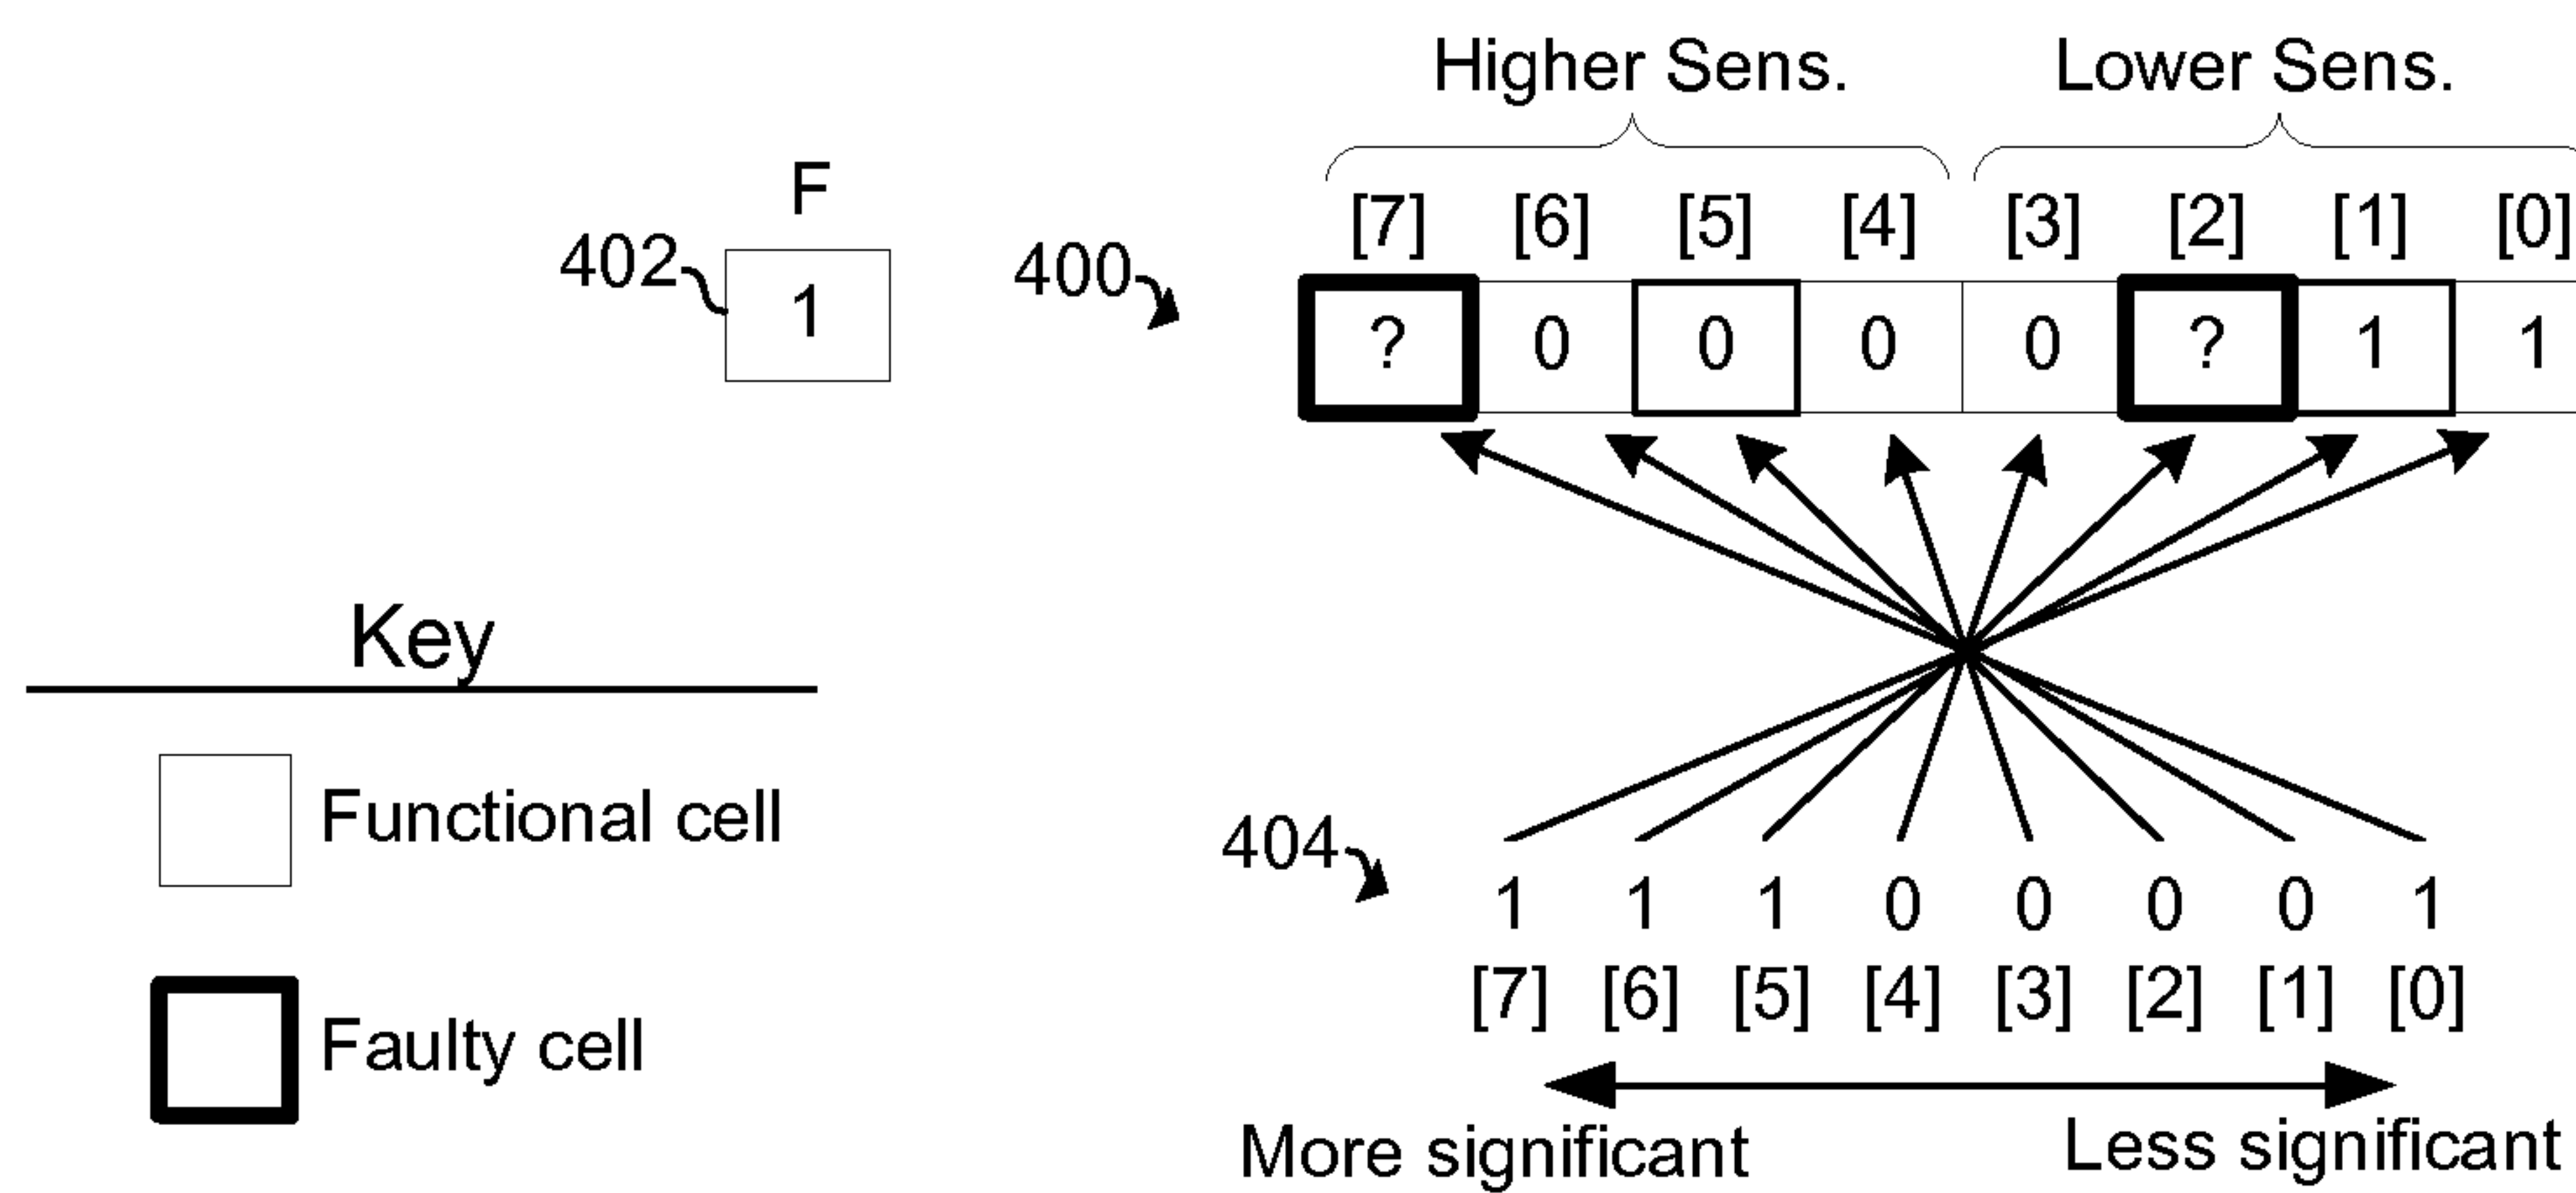 Higher Sens. Lower Sens.
F
[7] [6] [5] [4] [3] [2] [1] [0]
402 1 400 ? 0 0 0 0 ? 1 1
Key
Functional cell
Faulty cell
404
1 1 1 0 0 0 0 1
[7] [6] [5] [4] [3] [2] [1] [0]
More significant Less significant